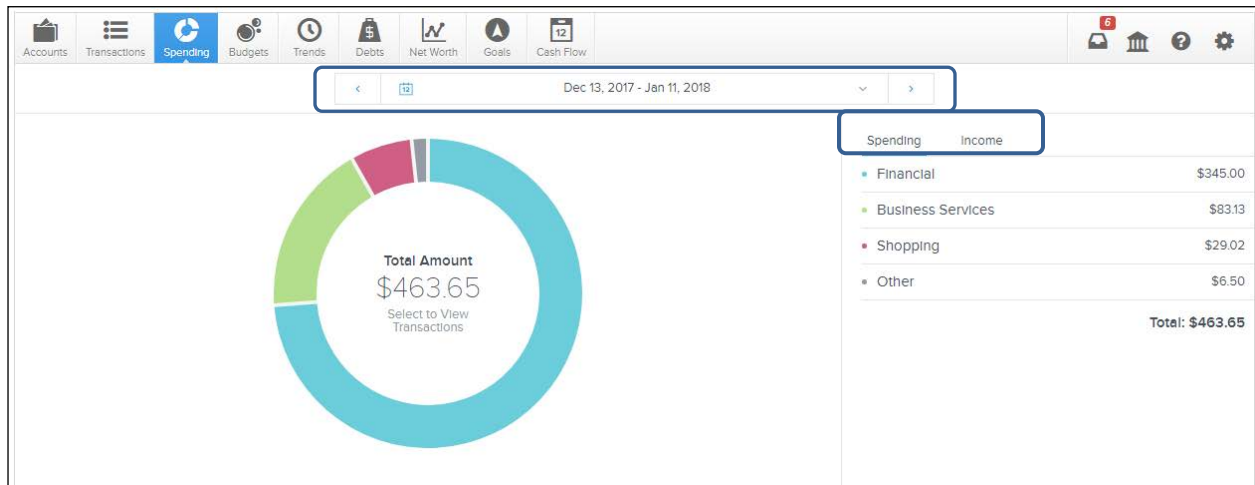 6
Accounts Transactions Spending Budgets Trends Debts Net Worth Goals Cash Flow
12
12 Dec 13, 2017 - Jan 11, 2018
Spending Income
Financial $345.00
Business Services $83.13
Shopping $29.02
Other $6.50
Total: $463.65
Total Amount
$463.65
Select to View
Transactions